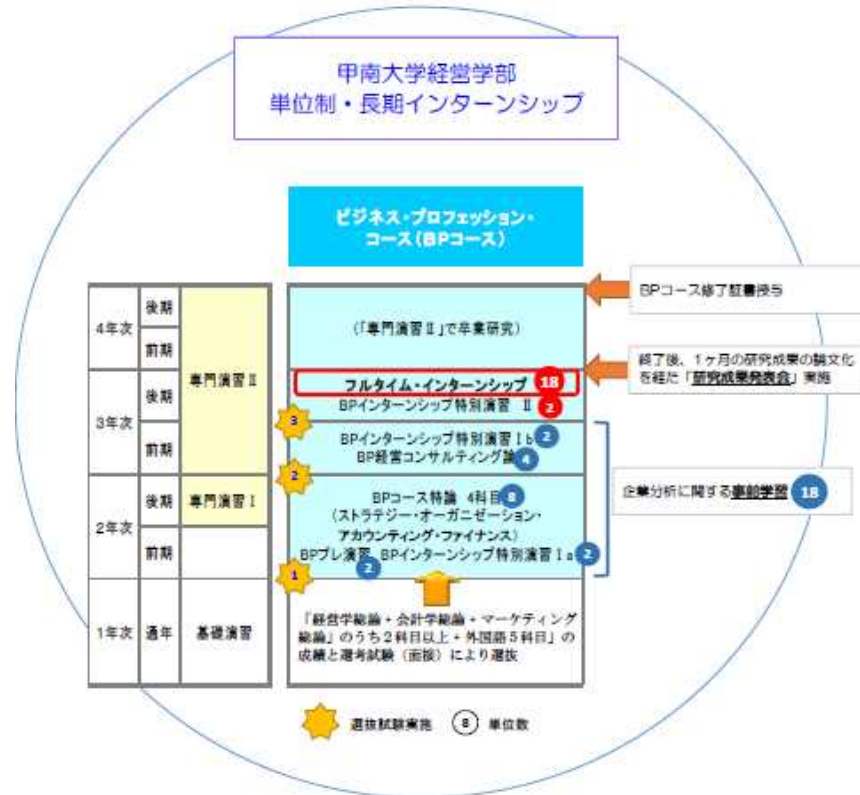 甲南大学経営学部
単位制・長期インターンシップ
ビジネス・プロフェッション・
コース(BPコース)
4年次
後期
前期
3年次
後期
前期
2年次
後期
前期
1年次
通年
専門演習Ⅱ
専門演習Ⅰ
基礎演習
(「専門演習Ⅱ」で卒業研究)
フルタイム・インターンシップ 18
BPインターンシップ特別演習 Ⅱ 2
3
BPインターンシップ特別演習Ⅰb 2
BP経営コンサルティング論 4
2
BPコース特論 4科目 8
(ストラテジー・オーガニゼーション・
アカウンティング・ファイナンス)
BPプレ演習 2 BPインターンシップ特別演習Ⅰa 2
1
「経営学総論+会計学総論+マーケティング
総論」のうち2科目以上+外国語5科目」の
成績と選考試験(面接)により選抜
BPコース修了証書授与
終了後、1ヶ月の研究成果の論文化
を経た「研究成果発表会」実施
企業分析に関する事前学習 18
選抜試験実施 8 単位数